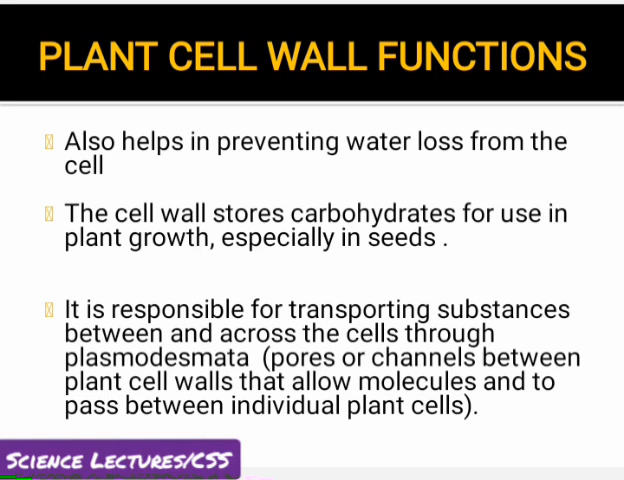 PLANT CELL WALL FUNCTIONS
Also helps in preventing water loss from the
cell
The cell wall stores carbohydrates for use in
plant growth, especially in seeds .
It is responsible for transporting substances
between and across the cells through
plasmodesmata (pores or channels between
plant cell walls that allow molecules and to
pass between individual plant cells).
SCIENCE LECTURES/CSS